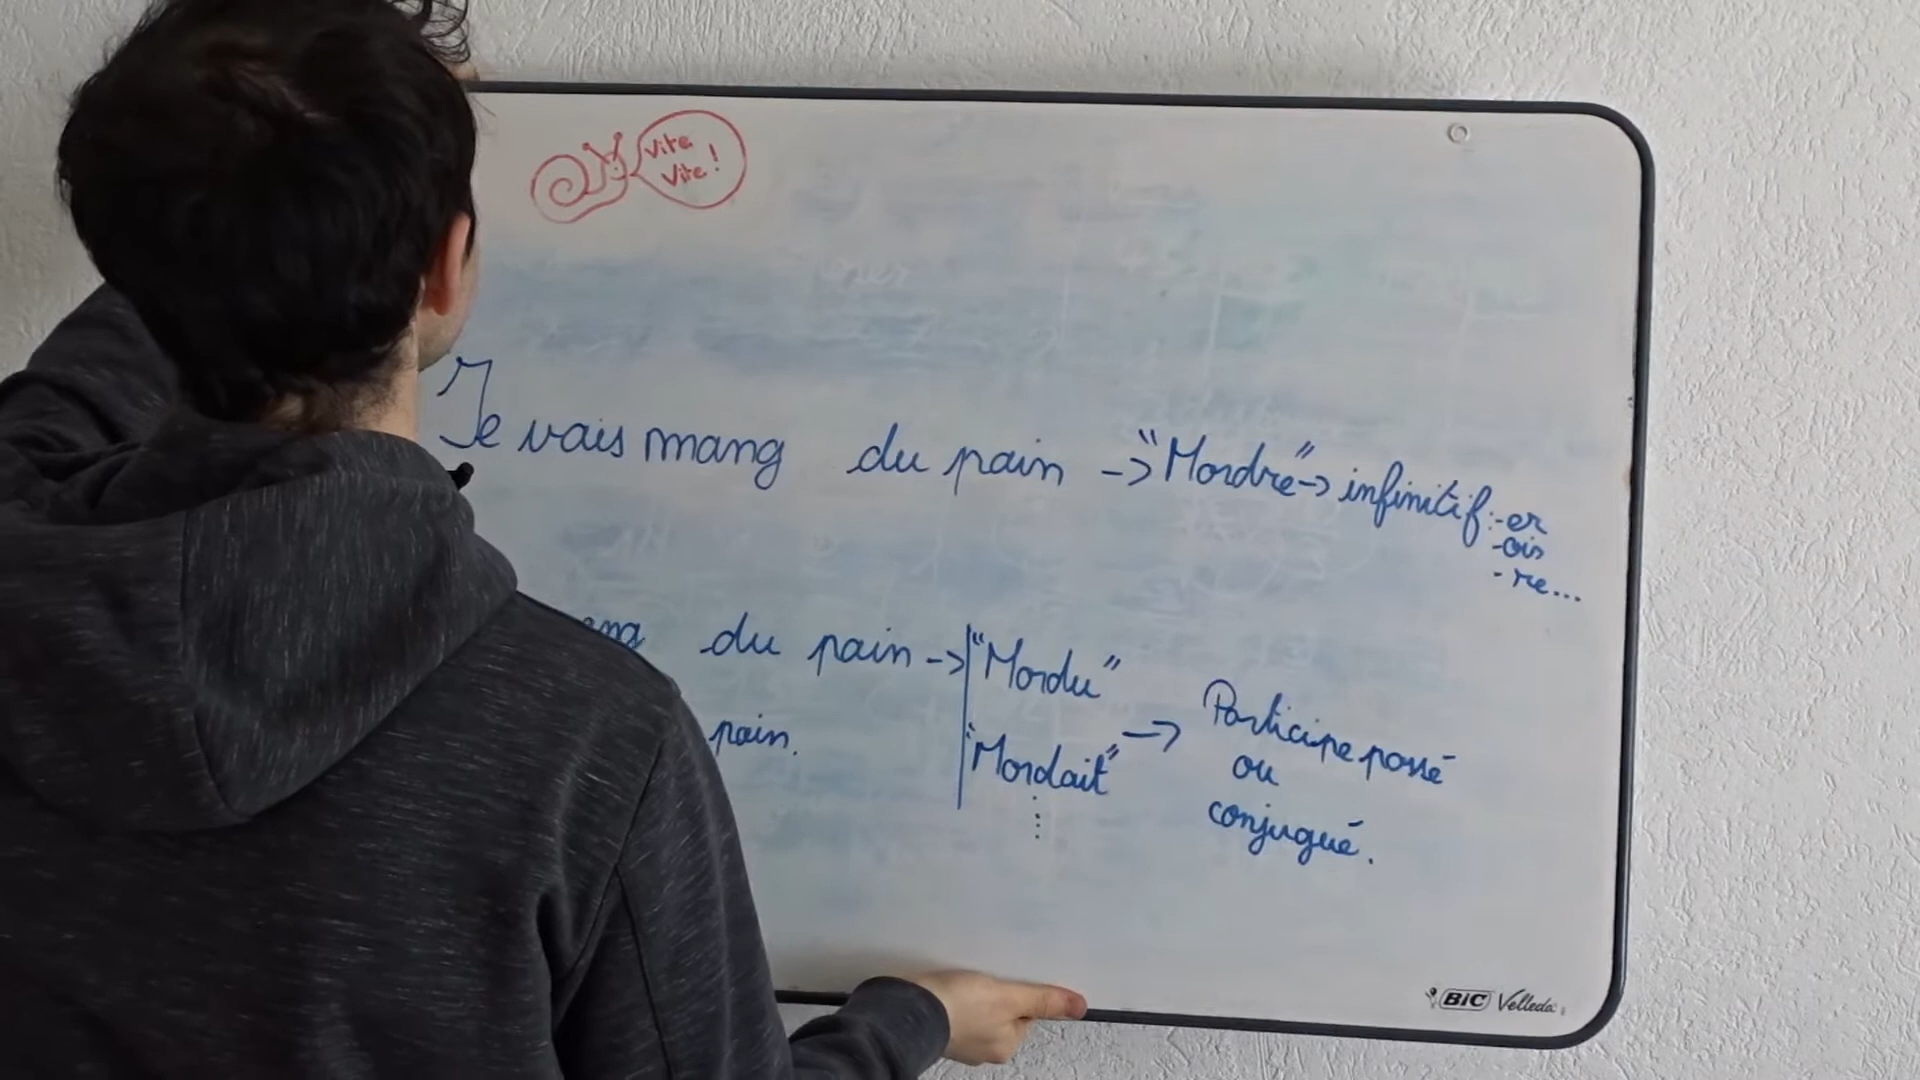 Vite
Vite !
Je vais mang du pain -> "Mordre" -> infinitif : -er
-ois
-re...
ang du pain -> "Mordu"
pain.
"Mordait" -> Participe passé
ou
conjugué.
BIC Velleda